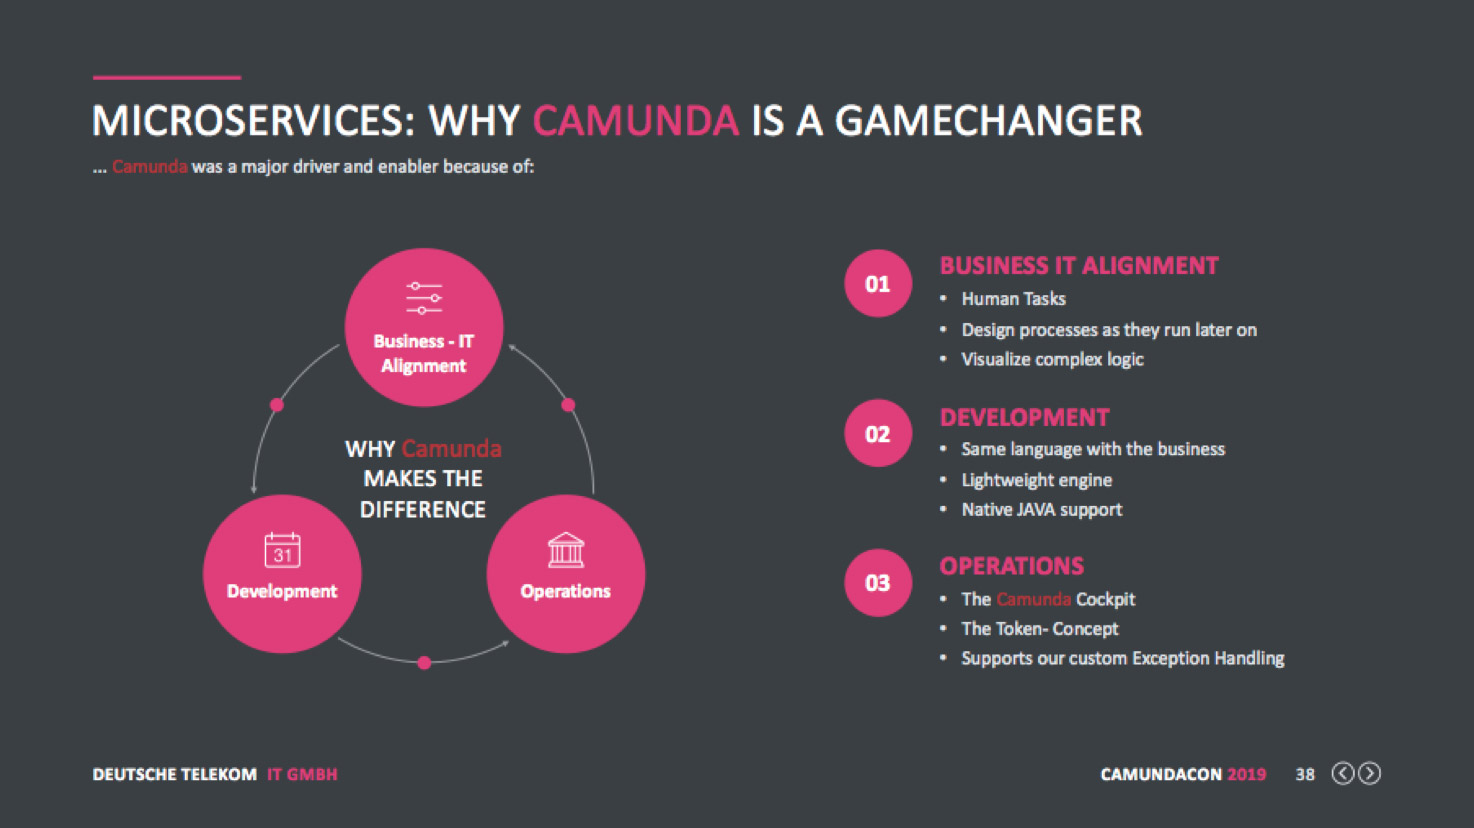 MICROSERVICES: WHY CAMUNDA IS A GAMECHANGER
... Camunda was a major driver and enabler because of:
Business - IT
Alignment
WHY Camunda
MAKES THE
DIFFERENCE
31
Development
Operations
01
BUSINESS IT ALIGNMENT
• Human Tasks
• Design processes as they run later on
• Visualize complex logic
02
DEVELOPMENT
• Same language with the business
• Lightweight engine
• Native JAVA support
03
OPERATIONS
• The Camunda Cockpit
• The Token- Concept
• Supports our custom Exception Handling
DEUTSCHE TELEKOM IT GMBH
CAMUNDACON 2019 38